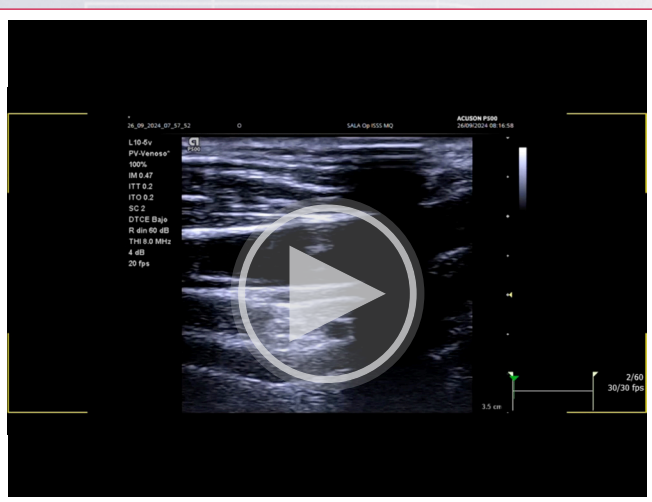 26_09_2024_07_57_52
O
SALA Op ISSS MQ
ACUSON P500
26/09/2024 08:16:58
L10-5v
PV-Venoso*
100%
IM 0.47
ITT 0.2
ITO 0.2
SC 2
DTCE Bajo
R din 60 dB
THI 8.0 MHz
4 dB
20 fps
P500
3.5 cm
2/60
30/30 fps